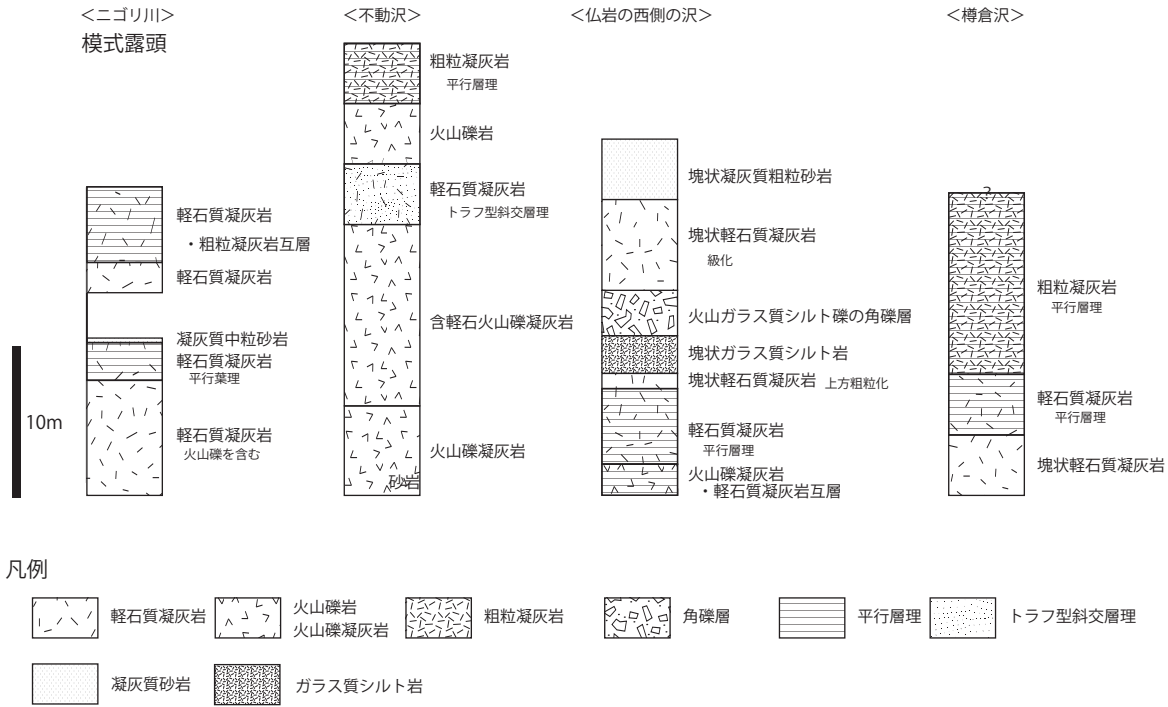 ＜ニゴリ川＞
模式露頭
軽石質凝灰岩
・粗粒凝灰岩互層
軽石質凝灰岩
凝灰質中粒砂岩
軽石質凝灰岩
平行葉理
軽石質凝灰岩
火山礫を含む
10m
＜不動沢＞
粗粒凝灰岩
平行層理
火山礫岩
軽石質凝灰岩
トラフ型斜交層理
含軽石火山礫凝灰岩
火山礫凝灰岩
砂岩
＜仏岩の西側の沢＞
塊状凝灰質粗粒砂岩
塊状軽石質凝灰岩
級化
火山ガラス質シルト礫の角礫層
塊状ガラス質シルト岩
塊状軽石質凝灰岩 上方粗粒化
軽石質凝灰岩
平行層理
火山礫凝灰岩
・軽石質凝灰岩互層
＜樽倉沢＞
?
粗粒凝灰岩
平行層理
軽石質凝灰岩
平行層理
塊状軽石質凝灰岩
凡例
軽石質凝灰岩
火山礫岩
火山礫凝灰岩
粗粒凝灰岩
角礫層
平行層理
トラフ型斜交層理
凝灰質砂岩
ガラス質シルト岩